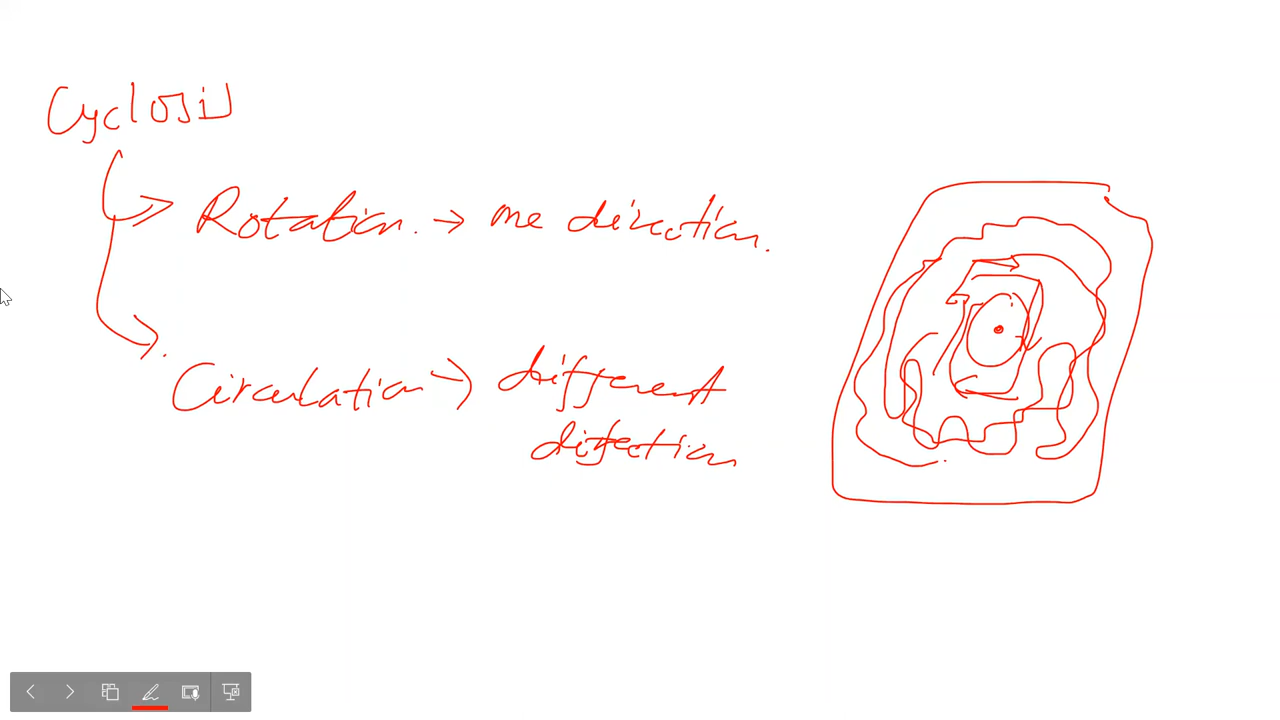 Cyclosis
Rotation. → one direction.
Circulation → different
direction